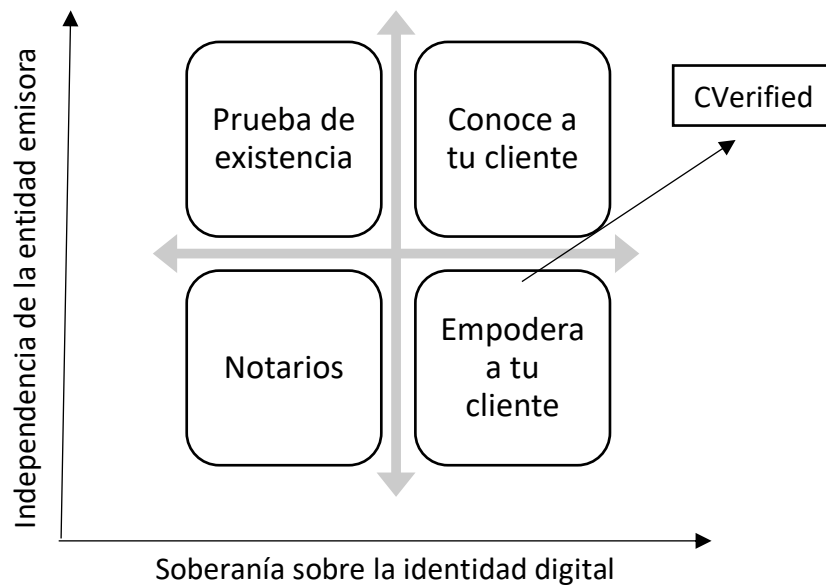 Independencia de la entidad emisora
Prueba de
existencia
Conoce a
tu cliente
CVerified
Notarios
Empodera
a tu
cliente
Soberanía sobre la identidad digital